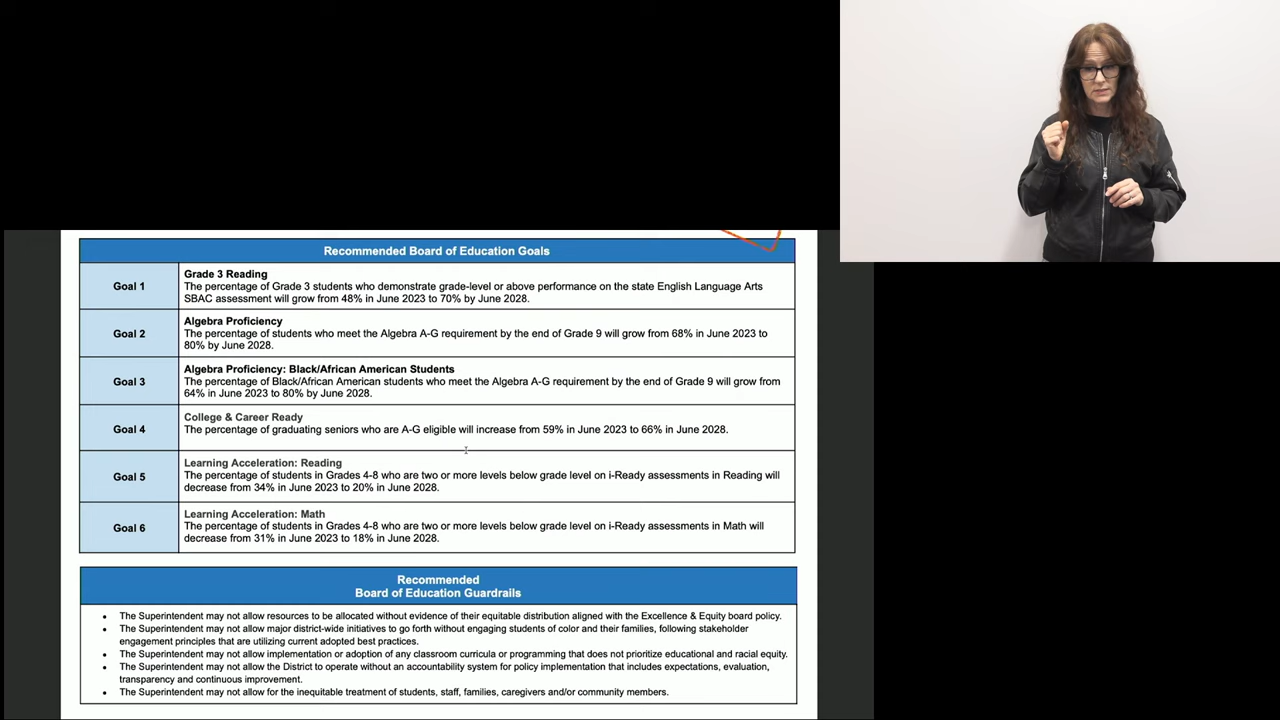 Recommended Board of Education Goals
Goal 1
Grade 3 Reading
The percentage of Grade 3 students who demonstrate grade-level or above performance on the state English Language Arts
SBAC assessment will grow from 48% in June 2023 to 70% by June 2028.
Goal 2
Algebra Proficiency
The percentage of students who meet the Algebra A-G requirement by the end of Grade 9 will grow from 68% in June 2023 to
80% by June 2028.
Goal 3
Algebra Proficiency: Black/African American Students
The percentage of Black/African American students who meet the Algebra A-G requirement by the end of Grade 9 will grow from
64% in June 2023 to 80% by June 2028.
Goal 4
College & Career Ready
The percentage of graduating seniors who are A-G eligible will increase from 59% in June 2023 to 66% in June 2028.
Goal 5
Learning Acceleration: Reading
The percentage of students in Grades 4-8 who are two or more levels below grade level on i-Ready assessments in Reading will
decrease from 34% in June 2023 to 20% in June 2028.
Goal 6
Learning Acceleration: Math
The percentage of students in Grades 4-8 who are two or more levels below grade level on i-Ready assessments in Math will
decrease from 31% in June 2023 to 18% in June 2028.
Recommended
Board of Education Guardrails
• The Superintendent may not allow resources to be allocated without evidence of their equitable distribution aligned with the Excellence & Equity board policy.
• The Superintendent may not allow major district-wide initiatives to go forth without engaging students of color and their families, following stakeholder
engagement principles that are utilizing current adopted best practices.
• The Superintendent may not allow implementation or adoption of any classroom curricula or programming that does not prioritize educational and racial equity.
• The Superintendent may not allow the District to operate without an accountability system for policy implementation that includes expectations, evaluation,
transparency and continuous improvement.
• The Superintendent may not allow for the inequitable treatment of students, staff, families, caregivers and/or community members.